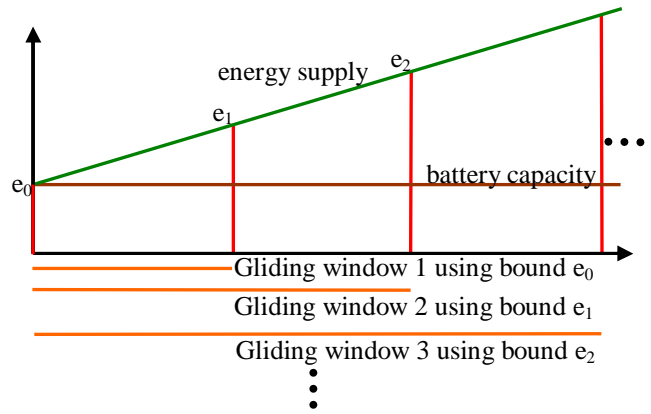 e₂
energy supply
e₁
e₀
battery capacity
Gliding window 1 using bound e₀
Gliding window 2 using bound e₁
Gliding window 3 using bound e₂